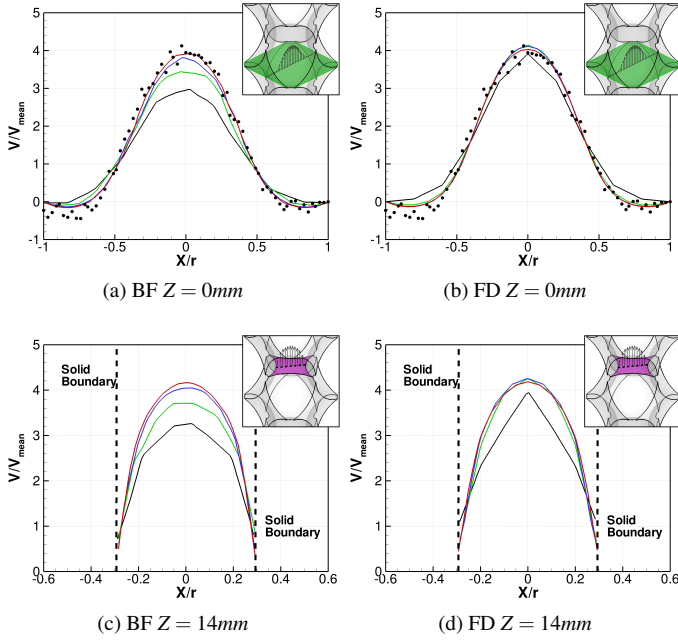 5
4
3
2
1
0
-1
V/V_mean
-1 -0.5 0 0.5 1
X/r
(a) BF Z = 0mm
5
4
3
2
1
0
-1
V/V_mean
-1 -0.5 0 0.5 1
X/r
(b) FD Z = 0mm
5
4
3
2
1
0
V/V_mean
Solid
Boundary
Solid
Boundary
-0.6 -0.4 -0.2 0 0.2 0.4 0.6
X/r
(c) BF Z = 14mm
5
4
3
2
1
0
V/V_mean
Solid
Boundary
Solid
Boundary
-0.6 -0.4 -0.2 0 0.2 0.4 0.6
X/r
(d) FD Z = 14mm